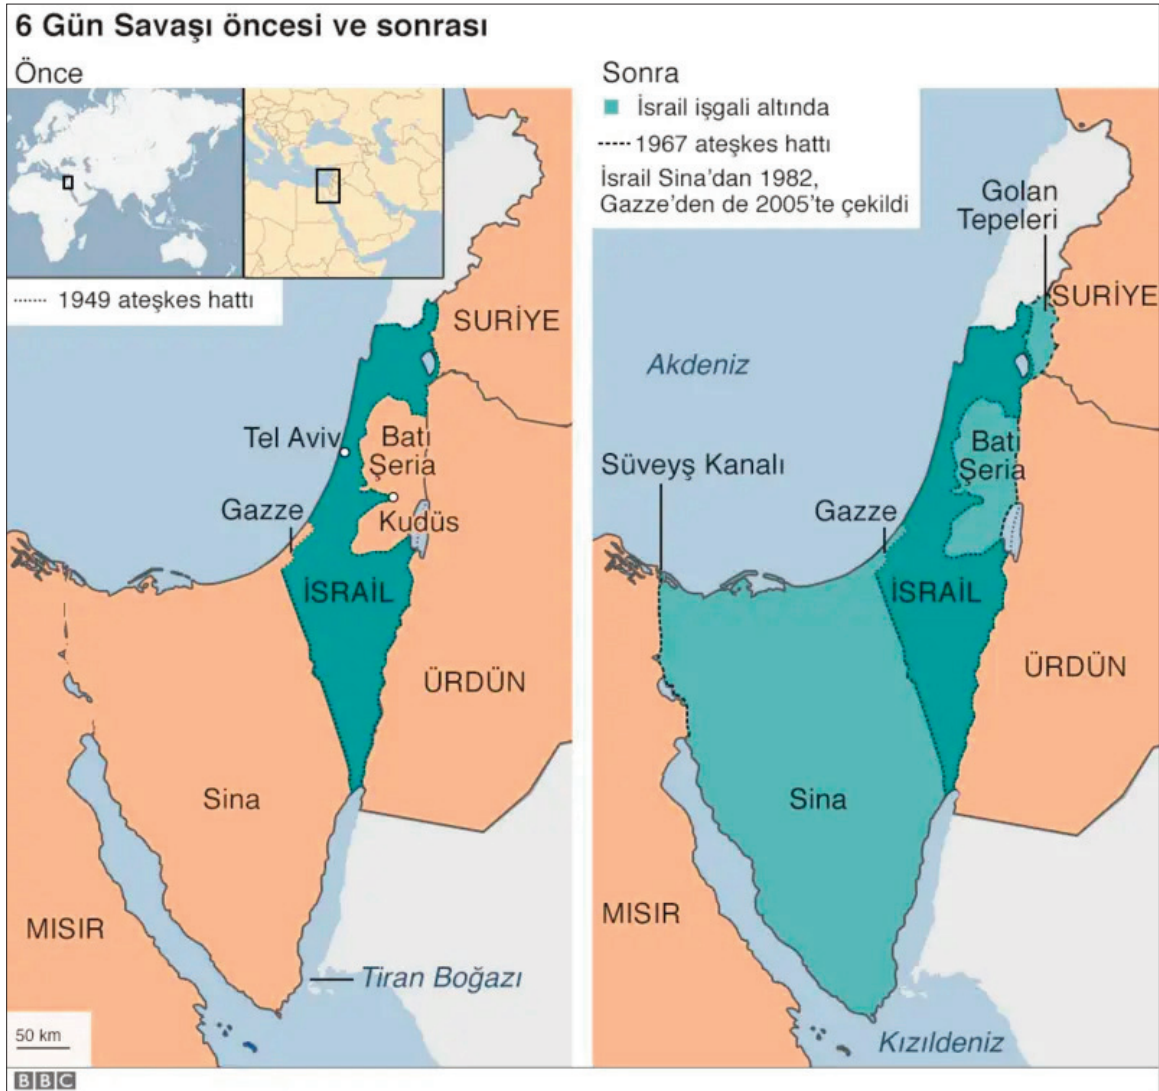 6 Gün Savaşı öncesi ve sonrası
Önce
1949 ateşkes hattı
SURİYE
Tel Aviv
Batı
Şeria
Gazze
Kudüs
İSRAİL
ÜRDÜN
Sina
MISIR
Tiran Boğazı
50 km
Sonra
İsrail işgali altında
1967 ateşkes hattı
İsrail Sina'dan 1982,
Gazze'den de 2005'te çekildi
Golan
Tepeleri
SURİYE
Akdeniz
Batı
Şeria
Süveyş Kanalı
Gazze
İSRAİL
ÜRDÜN
Sina
MISIR
Kızıldeniz
BBC